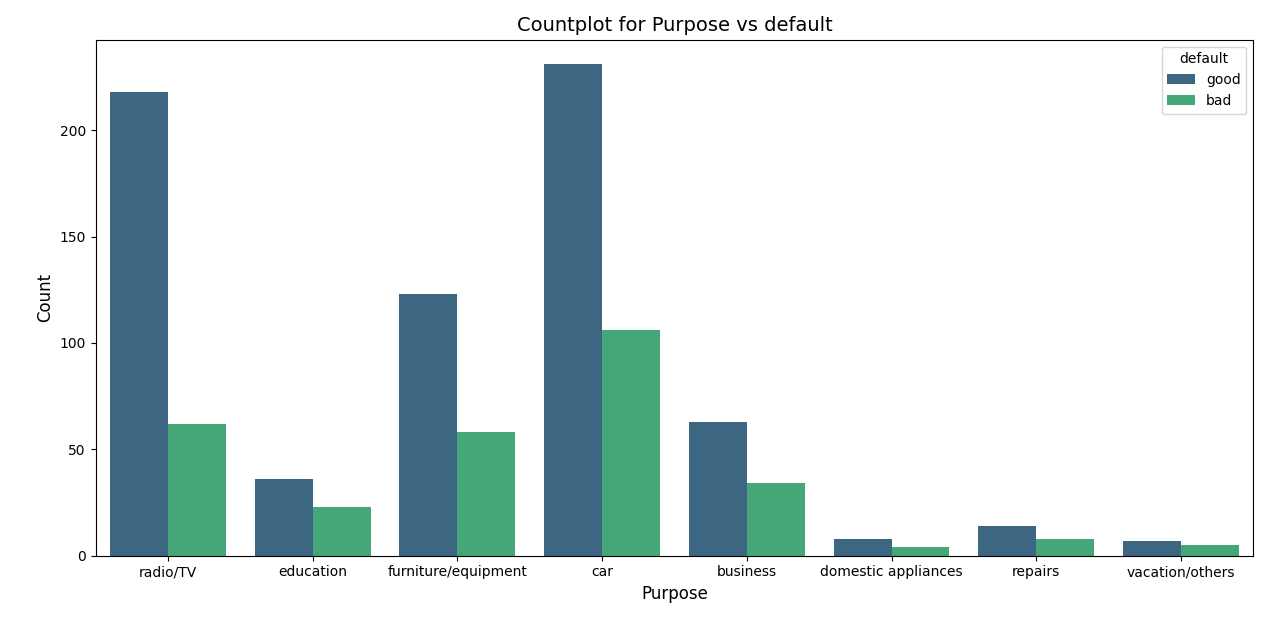 Countplot for Purpose vs default
default
good
bad
200
150
100
50
0
Count
radio/TV education furniture/equipment car business domestic appliances repairs vacation/others
Purpose